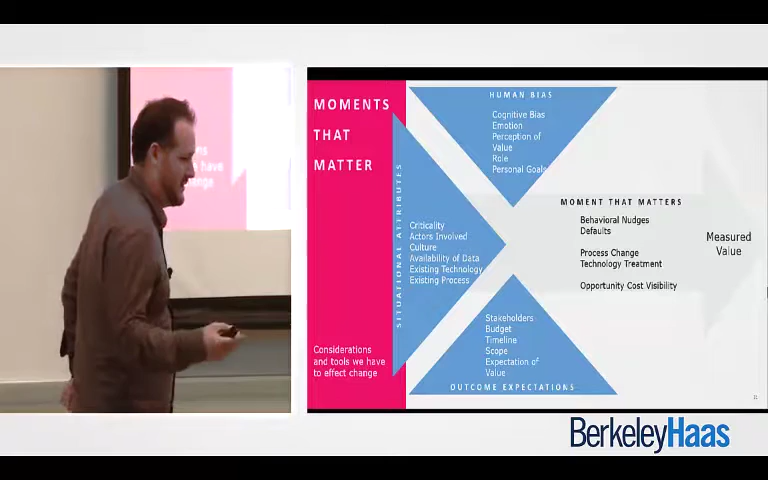 MOMENTS
THAT
MATTER
Considerations
and tools we have
to effect change
HUMAN BIAS
Cognitive Bias
Emotion
Perception of
Value
Role
Personal Goals
SITUATIONAL ATTRIBUTES
Criticality
Actors Involved
Culture
Availability of Data
Existing Technology
Existing Process
Stakeholders
Budget
Timeline
Scope
Expectation of
Value
OUTCOME EXPECTATIONS
MOMENT THAT MATTERS
Behavioral Nudges
Defaults
Process Change
Technology Treatment
Opportunity Cost Visibility
Measured
Value
BerkeleyHaas